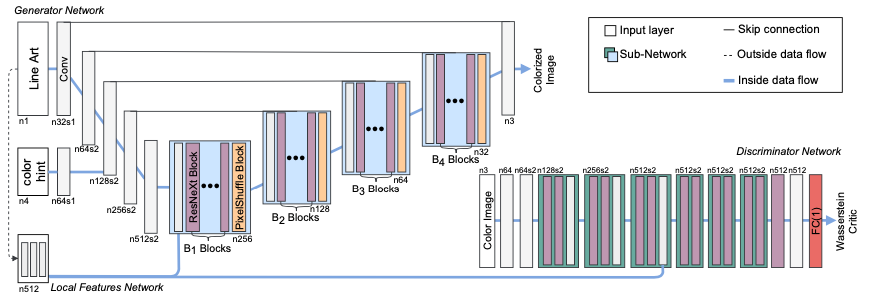 Generator Network
Line Art
n1
Conv
n32s1
n64s2
color
hint
n4
n64s1
n128s2
n256s2
n512s2
ResNeXt Block
PixelShuffle Block
B1 Blocks
n256
B2 Blocks
n128
B3 Blocks
n64
B4 Blocks
n32
n3
Colorized
Image
n512
Local Features Network
Input layer
Sub-Network
Skip connection
Outside data flow
Inside data flow
Discriminator Network
n3
n64
n64s2
n128s2
n256s2
n512s2
n512s2
n512s2
n512
n512
Color Image
FC(1)
Wasserstein
Critic